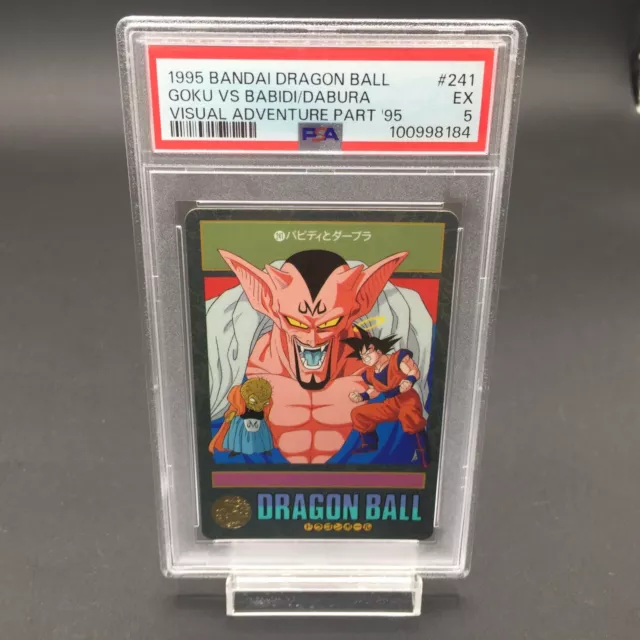 1995 BANDAI DRAGON BALL #241
GOKU VS BABIDI/DABURA EX
VISUAL ADVENTURE PART '95 5
PSA 100998184
241 バビディとダーブラ
M
M
DRAGON BALL
ドラゴンボール